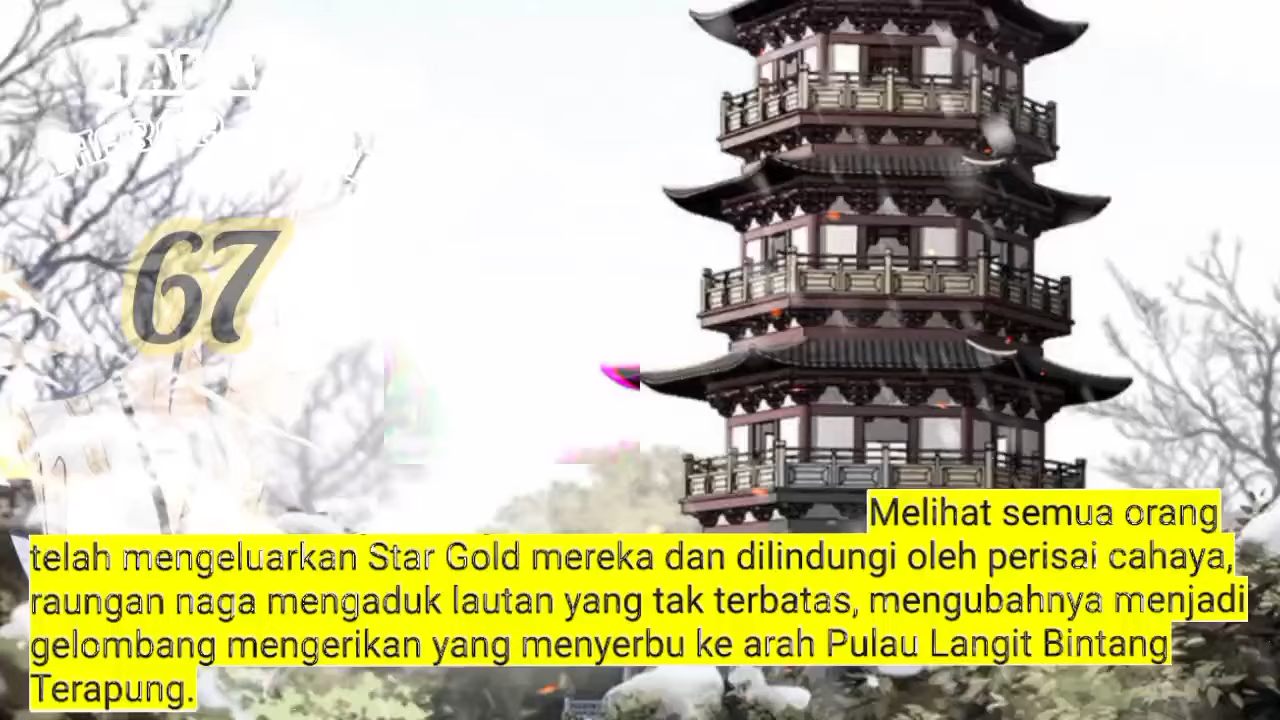 67
Melihat semua orang
telah mengeluarkan Star Gold mereka dan dilindungi oleh perisai cahaya,
raungan naga mengaduk lautan yang tak terbatas, mengubahnya menjadi
gelombang mengerikan yang menyerbu ke arah Pulau Langit Bintang
Terapung.